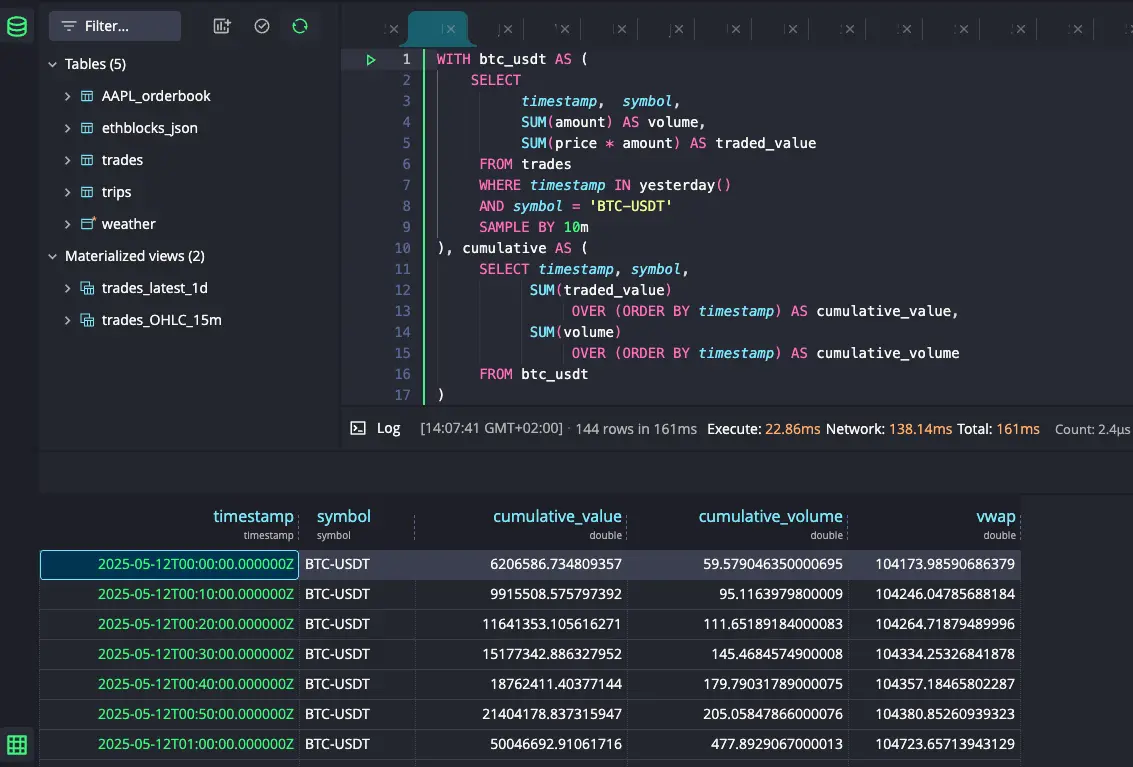 Filter...
Tables (5)
AAPL_orderbook
ethblocks_json
trades
trips
weather
Materialized views (2)
trades_latest_1d
trades_OHLC_15m
1 WITH btc_usdt AS (
2 SELECT
3 timestamp, symbol,
4 SUM(amount) AS volume,
5 SUM(price * amount) AS traded_value
6 FROM trades
7 WHERE timestamp IN yesterday()
8 AND symbol = 'BTC-USDT'
9 SAMPLE BY 10m
10 ), cumulative AS (
11 SELECT timestamp, symbol,
12 SUM(traded_value)
13 OVER (ORDER BY timestamp) AS cumulative_value,
14 SUM(volume)
15 OVER (ORDER BY timestamp) AS cumulative_volume
16 FROM btc_usdt
17 )
Log [14:07:41 GMT+02:00] · 144 rows in 161ms Execute: 22.86ms Network: 138.14ms Total: 161ms Count: 2.4µs
timestamp symbol cumulative_value cumulative_volume vwap
timestamp symbol double double double
2025-05-12T00:00:00.000000Z BTC-USDT 6206586.734809357 59.579046350000695 104173.98590686379
2025-05-12T00:10:00.000000Z BTC-USDT 9915508.575797392 95.1163979800009 104246.04785688184
2025-05-12T00:20:00.000000Z BTC-USDT 11641353.105616271 111.65189184000083 104264.71879489996
2025-05-12T00:30:00.000000Z BTC-USDT 15177342.886327952 145.4684574900008 104334.25326841878
2025-05-12T00:40:00.000000Z BTC-USDT 18762411.40377144 179.79031789000075 104357.18465802287
2025-05-12T00:50:00.000000Z BTC-USDT 21404178.837315947 205.05847866000076 104380.85260939323
2025-05-12T01:00:00.000000Z BTC-USDT 50046692.91061716 477.8929067000013 104723.65713943129